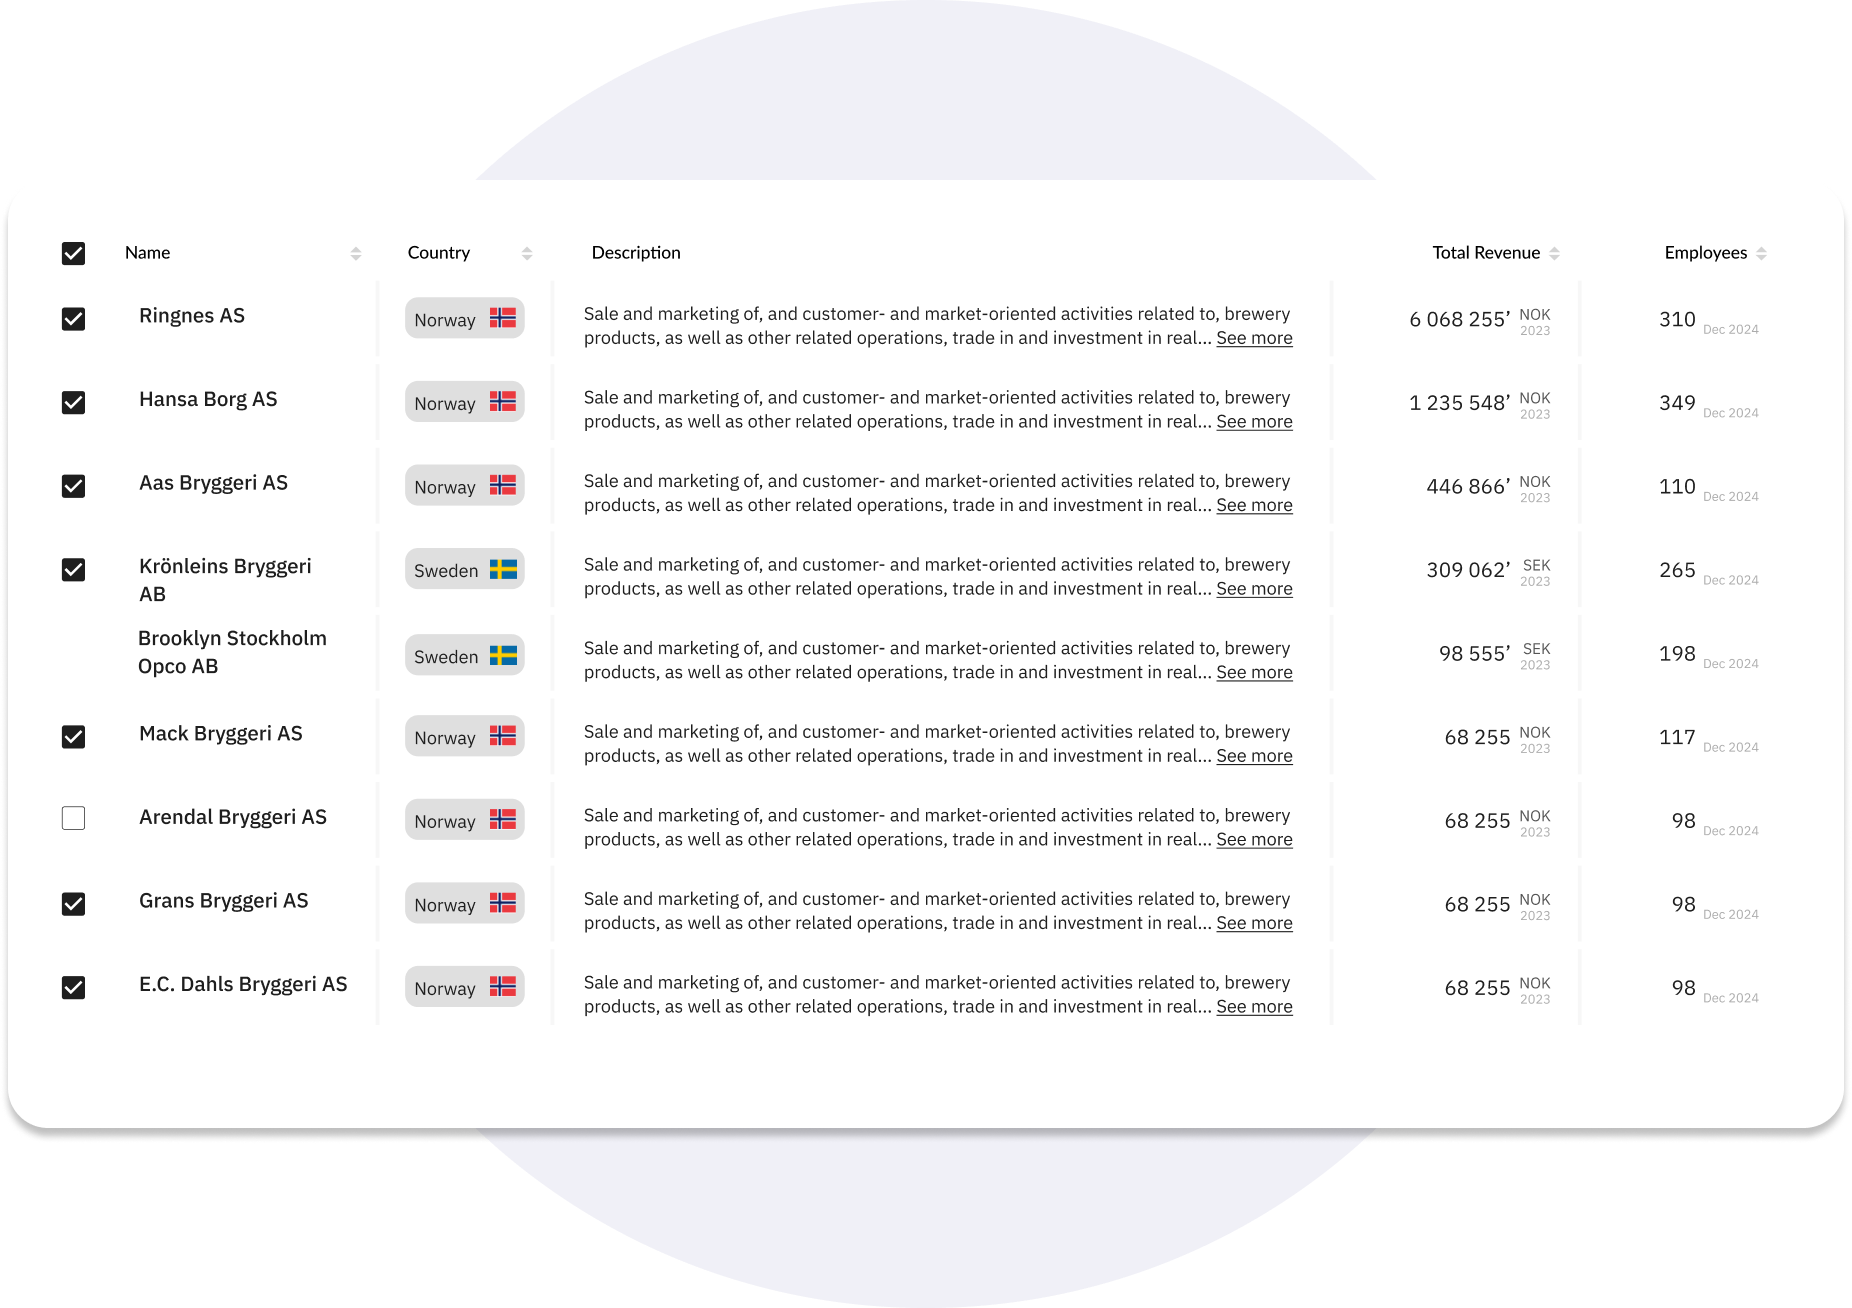 Name Country Description Total Revenue Employees
Ringnes AS Norway Sale and marketing of, and customer- and market-oriented activities related to, brewery 6 068 255’ NOK 310
products, as well as other related operations, trade in and investment in real... See more 2023 Dec 2024
Hansa Borg AS Norway Sale and marketing of, and customer- and market-oriented activities related to, brewery 1 235 548’ NOK 349
products, as well as other related operations, trade in and investment in real... See more 2023 Dec 2024
Aas Bryggeri AS Norway Sale and marketing of, and customer- and market-oriented activities related to, brewery 446 866’ NOK 110
products, as well as other related operations, trade in and investment in real... See more 2023 Dec 2024
Krönleins Bryggeri Sweden Sale and marketing of, and customer- and market-oriented activities related to, brewery 309 062’ SEK 265
AB products, as well as other related operations, trade in and investment in real... See more 2023 Dec 2024
Brooklyn Stockholm Sweden Sale and marketing of, and customer- and market-oriented activities related to, brewery 98 555’ SEK 198
Opco AB products, as well as other related operations, trade in and investment in real... See more 2023 Dec 2024
Mack Bryggeri AS Norway Sale and marketing of, and customer- and market-oriented activities related to, brewery 68 255 NOK 117
products, as well as other related operations, trade in and investment in real... See more 2023 Dec 2024
Arendal Bryggeri AS Norway Sale and marketing of, and customer- and market-oriented activities related to, brewery 68 255 NOK 98
products, as well as other related operations, trade in and investment in real... See more 2023 Dec 2024
Grans Bryggeri AS Norway Sale and marketing of, and customer- and market-oriented activities related to, brewery 68 255 NOK 98
products, as well as other related operations, trade in and investment in real... See more 2023 Dec 2024
E.C. Dahls Bryggeri AS Norway Sale and marketing of, and customer- and market-oriented activities related to, brewery 68 255 NOK 98
products, as well as other related operations, trade in and investment in real... See more 2023 Dec 2024